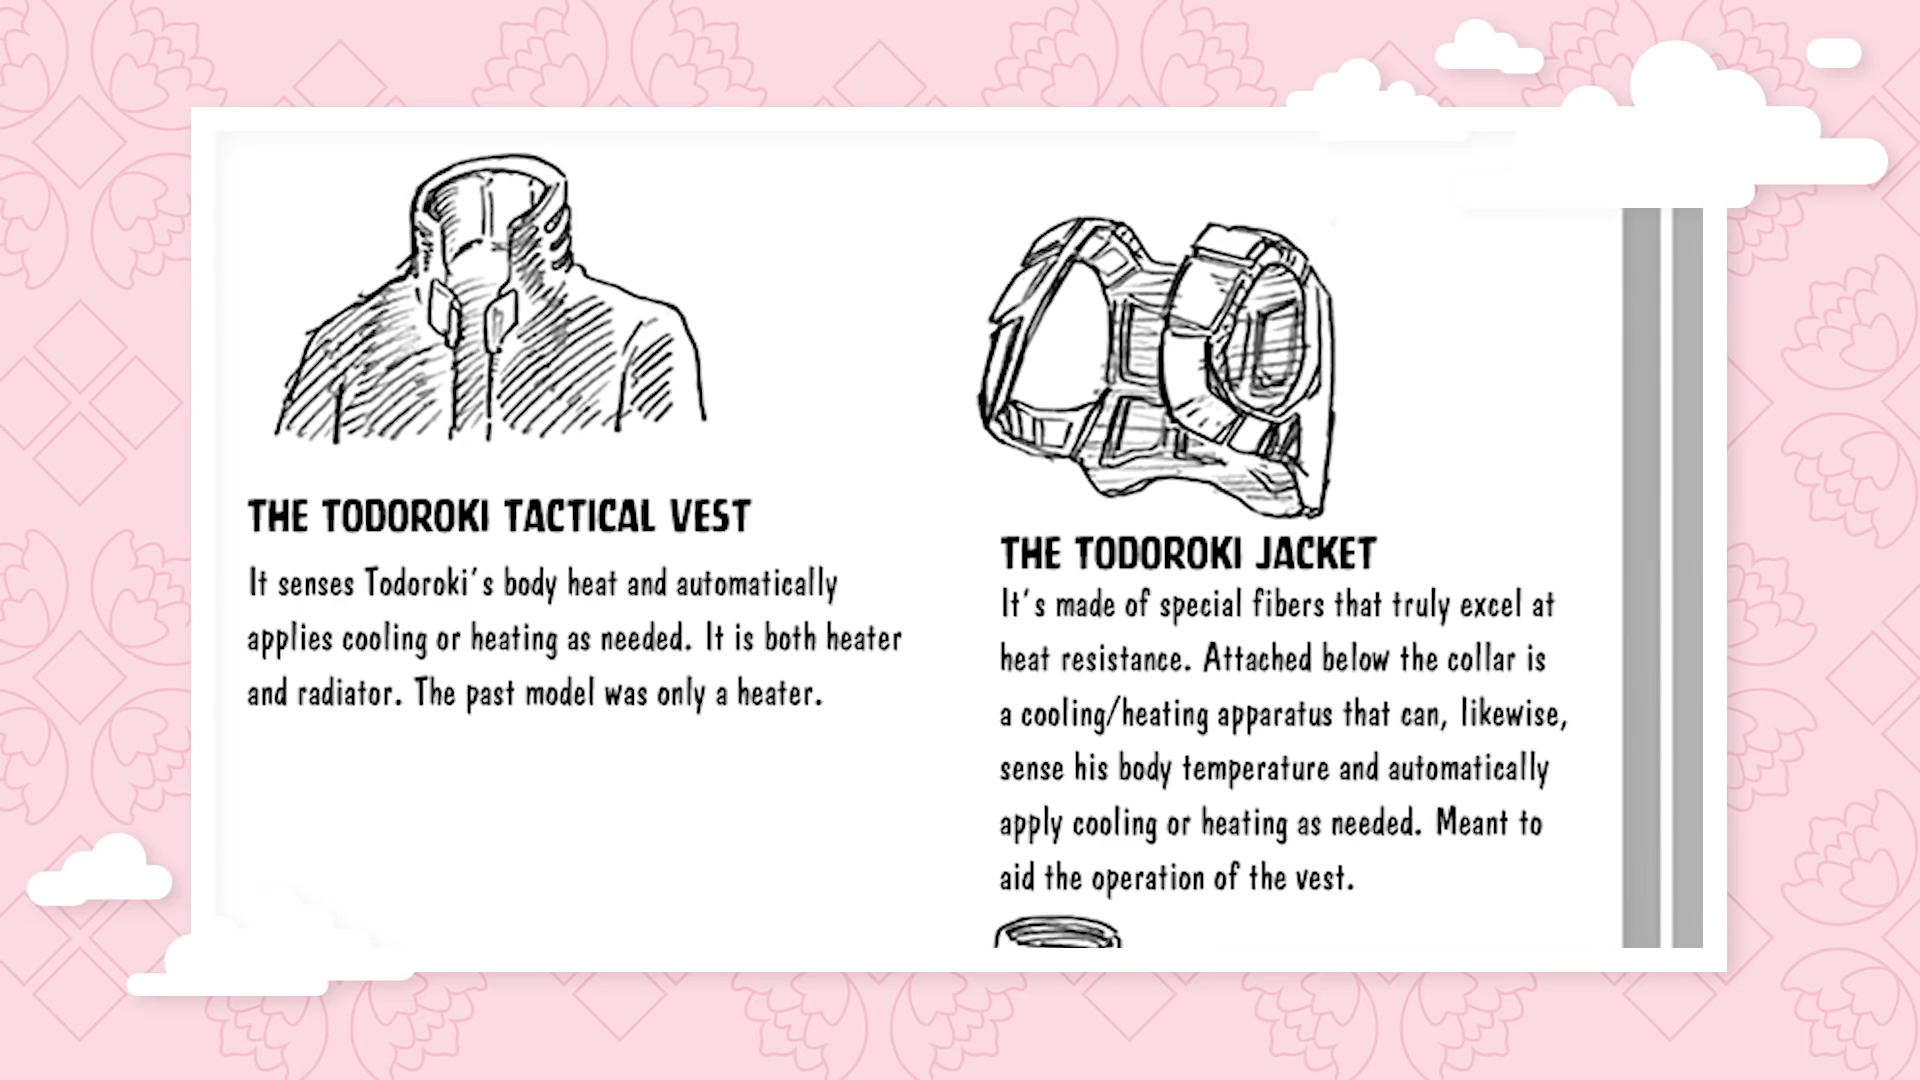 THE TODOROKI TACTICAL VEST
It senses Todoroki's body heat and automatically
applies cooling or heating as needed. It is both heater
and radiator. The past model was only a heater.
THE TODOROKI JACKET
It's made of special fibers that truly excel at
heat resistance. Attached below the collar is
a cooling/heating apparatus that can, likewise,
sense his body temperature and automatically
apply cooling or heating as needed. Meant to
aid the operation of the vest.